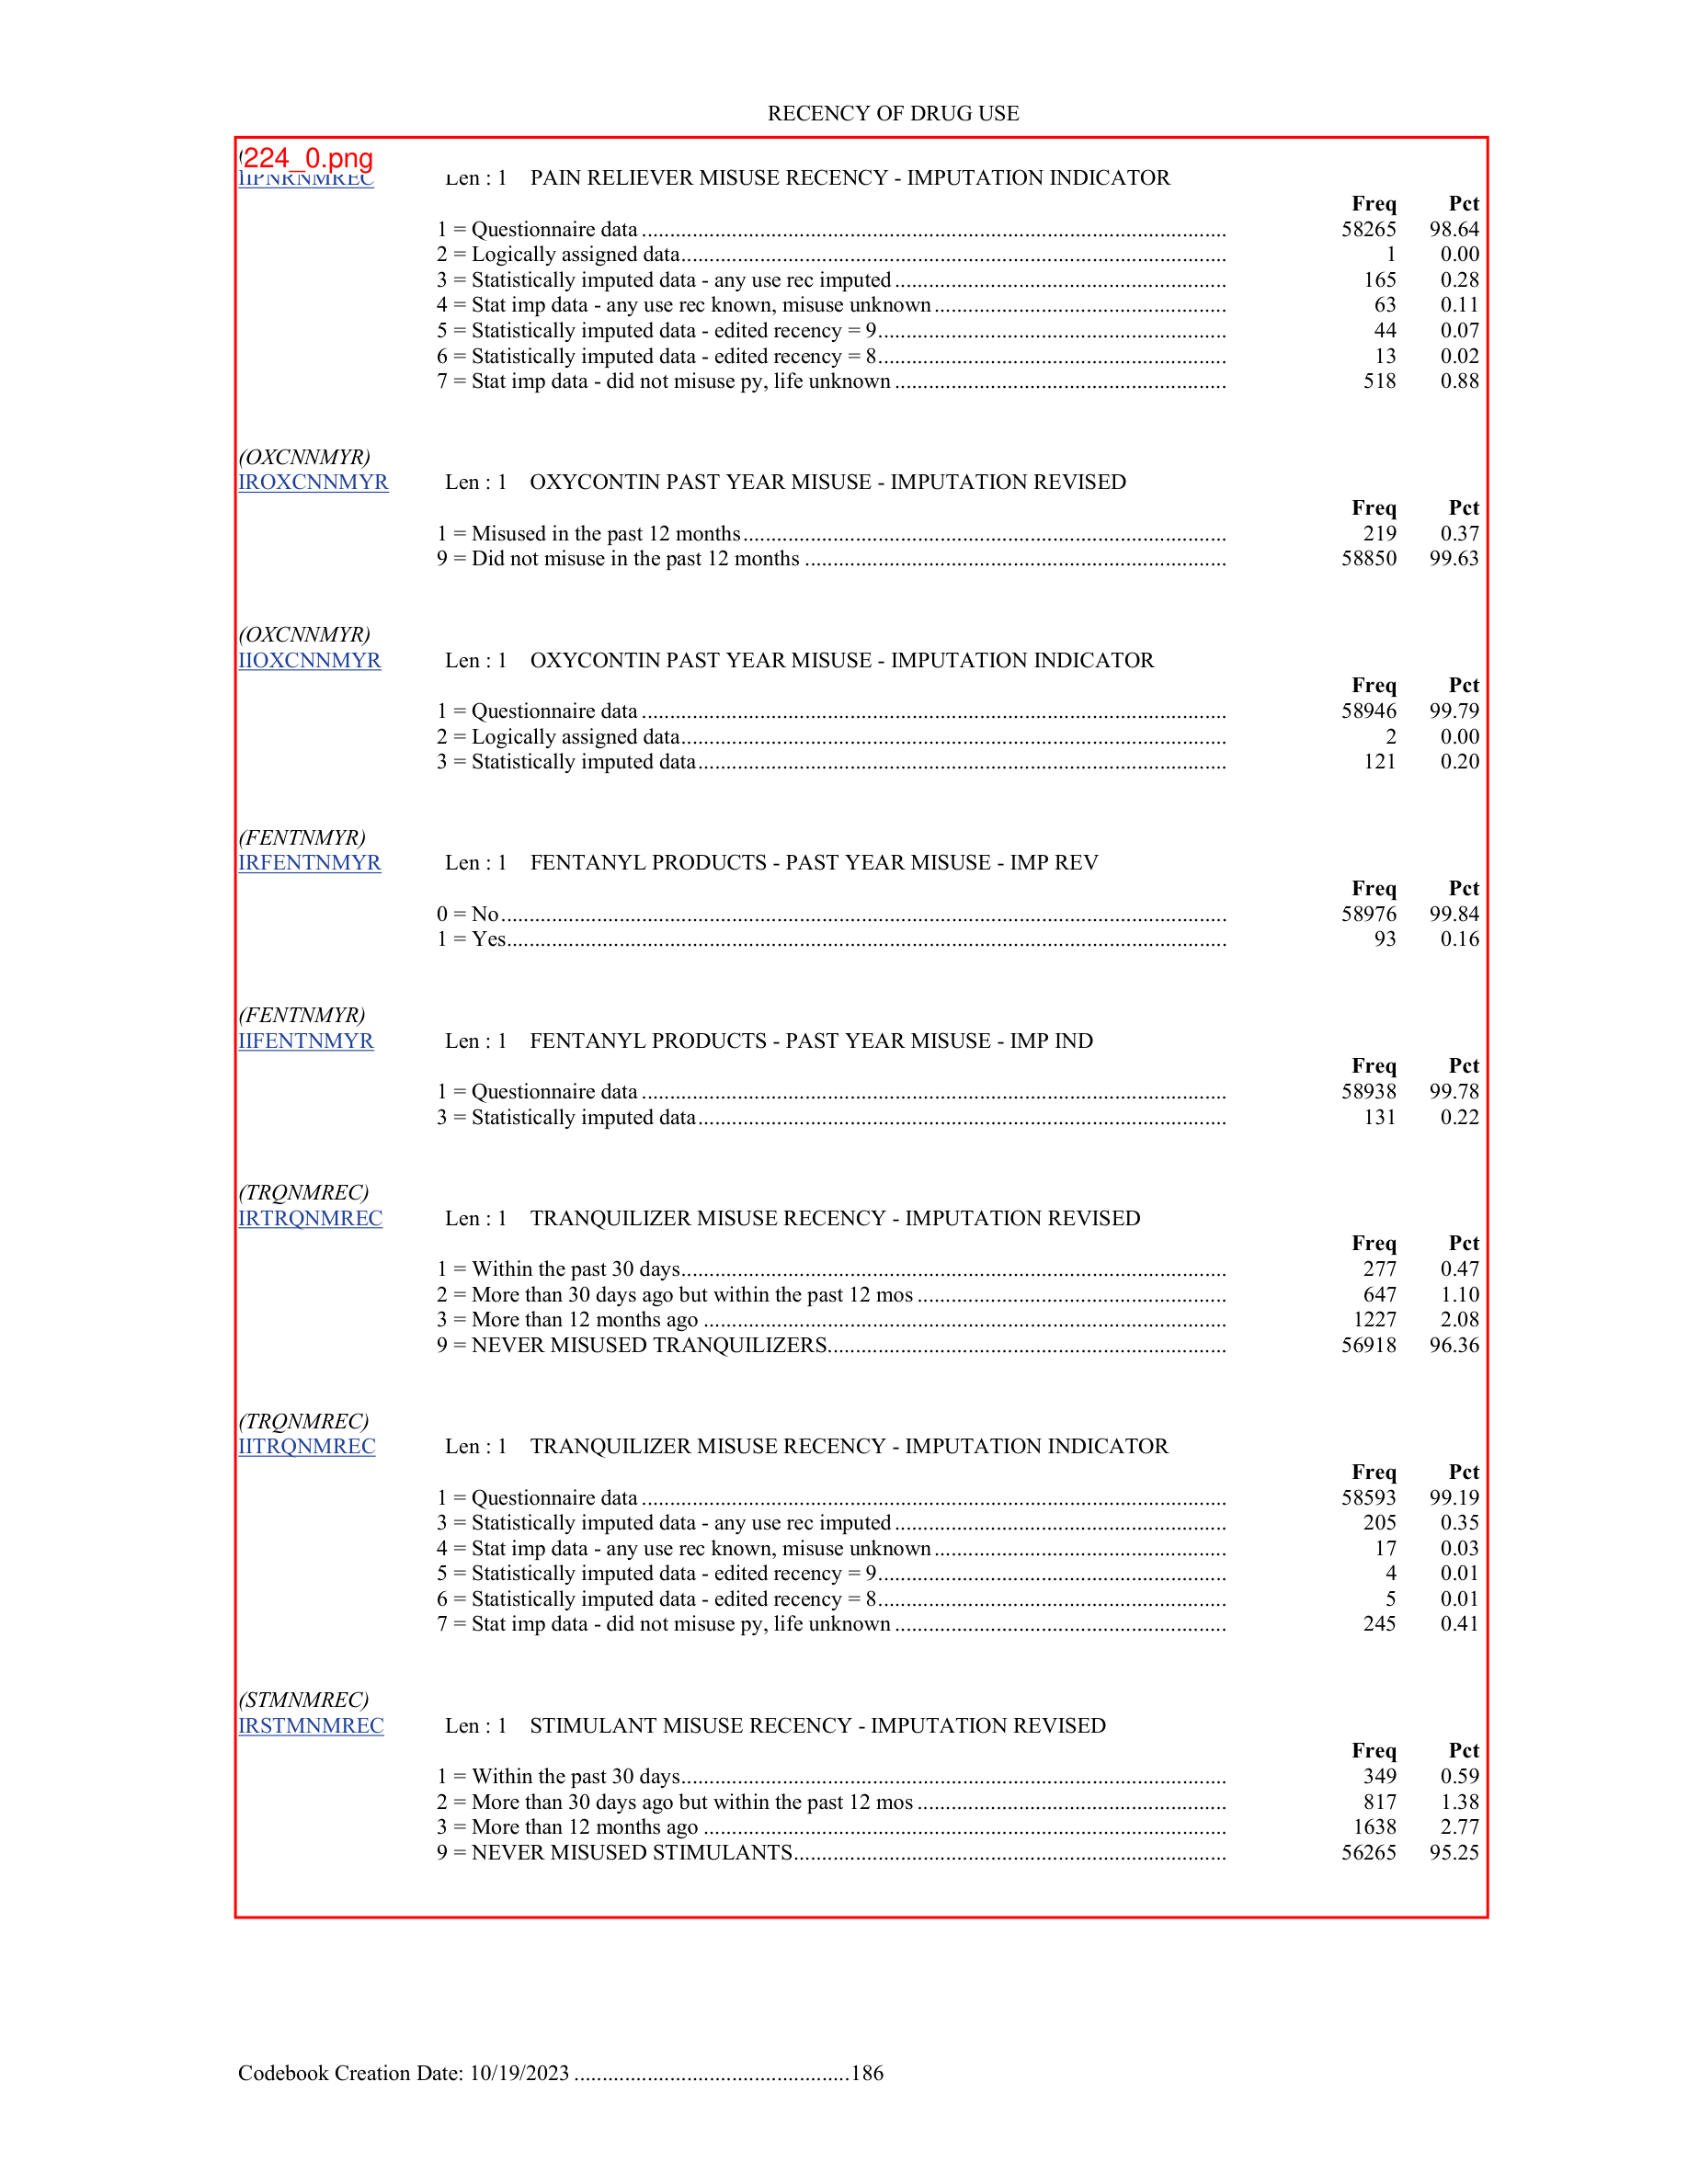 RECENCY OF DRUG USE
224_0.png
IIPNRNMREC Len : 1 PAIN RELIEVER MISUSE RECENCY - IMPUTATION INDICATOR
Freq Pct
1 = Questionnaire data 58265 98.64
2 = Logically assigned data 1 0.00
3 = Statistically imputed data - any use rec imputed 165 0.28
4 = Stat imp data - any use rec known, misuse unknown 63 0.11
5 = Statistically imputed data - edited recency = 9 44 0.07
6 = Statistically imputed data - edited recency = 8 13 0.02
7 = Stat imp data - did not misuse py, life unknown 518 0.88
(OXCNNMYR)
IROXCNNMYR Len : 1 OXYCONTIN PAST YEAR MISUSE - IMPUTATION REVISED
Freq Pct
1 = Misused in the past 12 months 219 0.37
9 = Did not misuse in the past 12 months 58850 99.63
(OXCNNMYR)
IIOXCNNMYR Len : 1 OXYCONTIN PAST YEAR MISUSE - IMPUTATION INDICATOR
Freq Pct
1 = Questionnaire data 58946 99.79
2 = Logically assigned data 2 0.00
3 = Statistically imputed data 121 0.20
(FENTNMYR)
IRFENTNMYR Len : 1 FENTANYL PRODUCTS - PAST YEAR MISUSE - IMP REV
Freq Pct
0 = No 58976 99.84
1 = Yes 93 0.16
(FENTNMYR)
IIFENTNMYR Len : 1 FENTANYL PRODUCTS - PAST YEAR MISUSE - IMP IND
Freq Pct
1 = Questionnaire data 58938 99.78
3 = Statistically imputed data 131 0.22
(TRQNMREC)
IRTRQNMREC Len : 1 TRANQUILIZER MISUSE RECENCY - IMPUTATION REVISED
Freq Pct
1 = Within the past 30 days 277 0.47
2 = More than 30 days ago but within the past 12 mos 647 1.10
3 = More than 12 months ago 1227 2.08
9 = NEVER MISUSED TRANQUILIZERS 56918 96.36
(TRQNMREC)
IITRQNMREC Len : 1 TRANQUILIZER MISUSE RECENCY - IMPUTATION INDICATOR
Freq Pct
1 = Questionnaire data 58593 99.19
3 = Statistically imputed data - any use rec imputed 205 0.35
4 = Stat imp data - any use rec known, misuse unknown 17 0.03
5 = Statistically imputed data - edited recency = 9 4 0.01
6 = Statistically imputed data - edited recency = 8 5 0.01
7 = Stat imp data - did not misuse py, life unknown 245 0.41
(STMNMREC)
IRSTMNMREC Len : 1 STIMULANT MISUSE RECENCY - IMPUTATION REVISED
Freq Pct
1 = Within the past 30 days 349 0.59
2 = More than 30 days ago but within the past 12 mos 817 1.38
3 = More than 12 months ago 1638 2.77
9 = NEVER MISUSED STIMULANTS 56265 95.25
Codebook Creation Date: 10/19/2023 186